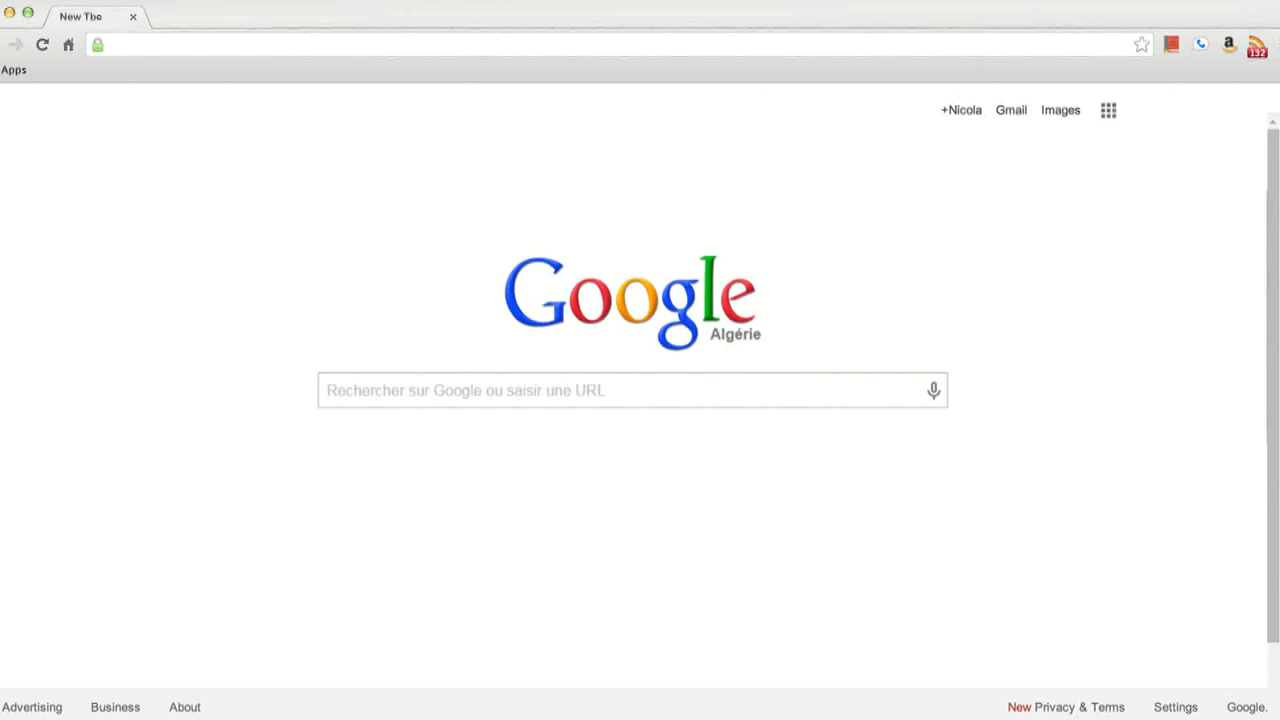 New Tbe
132
Apps
+Nicola Gmail Images
Google
Algérie
Rechercher sur Google ou saisir une URL
Advertising Business About New Privacy & Terms Settings Google.